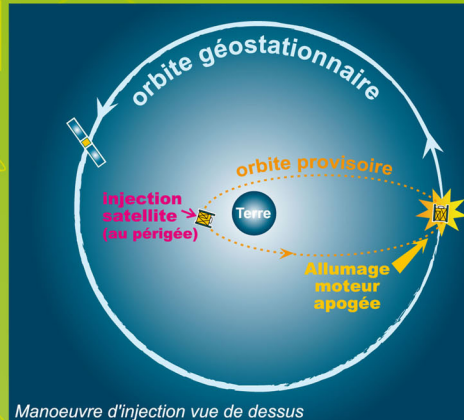 orbite géostationnaire
orbite provisoire
Injection
satellite
(au périgée)
Terre
Allumage
moteur
apogée
Manoeuvre d'injection vue de dessus